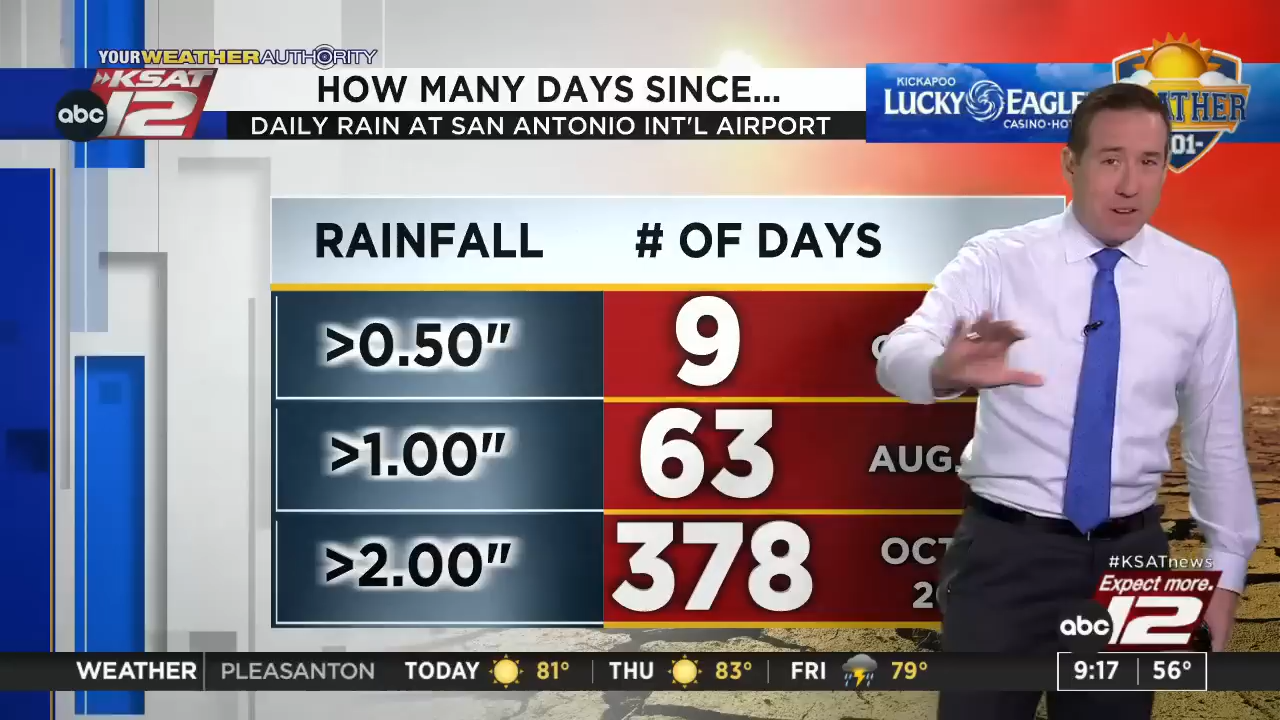 YOUR WEATHER AUTHORITY
KSAT
abc 12
HOW MANY DAYS SINCE...
DAILY RAIN AT SAN ANTONIO INT'L AIRPORT
KICKAPOO
LUCKY EAGLE
CASINO
01-
RAINFALL # OF DAYS
>0.50" 9
>1.00" 63 AUG.
>2.00" 378 OCT
#KSATnews
Expect more.
abc 12
WEATHER PLEASANTON TODAY 81° THU 83° FRI 79° 9:17 56°